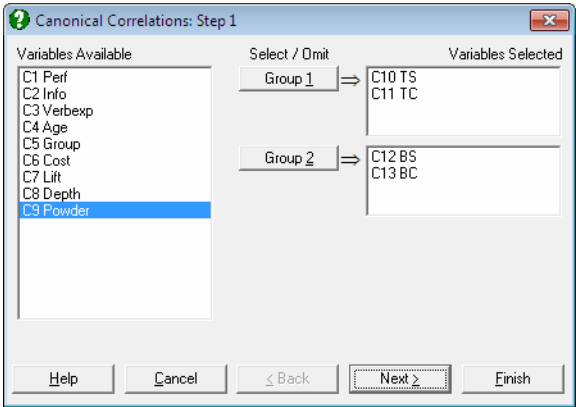 Canonical Correlations: Step 1
Variables Available
Select / Omit
Variables Selected
C1 Perf
C2 Info
C3 Verbexp
C4 Age
C5 Group
C6 Cost
C7 Lift
C8 Depth
C9 Powder
Group 1
C10 TS
C11 TC
Group 2
C12 BS
C13 BC
Help
Cancel
< Back
Next >
Finish